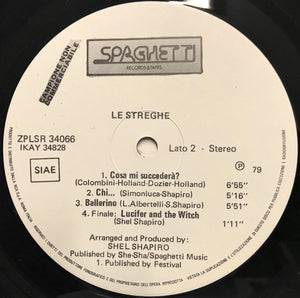 SPAGHETTI
RECORDS & TAPES
CAMPIONE NON
COMMERCIABILE
ZPLSR 34066
IKAY 34828
LE STREGHE
Lato 2 - Stereo
SIAE
Ⓟ 79
1. Cosa mi succederà?
(Colombini-Holland-Dozier-Holland) 6'55"
2. Chi... (Simonluca-Shapiro) 5'16"
3. Ballerino (L.Albertelli-S.Shapiro) 5'51"
4. Finale: Lucifer and the Witch
(Shel Shapiro) 1'11"
Arranged and Produced by:
SHEL SHAPIRO
Published by She-Sha/Spaghetti Music
1. Published by Festival